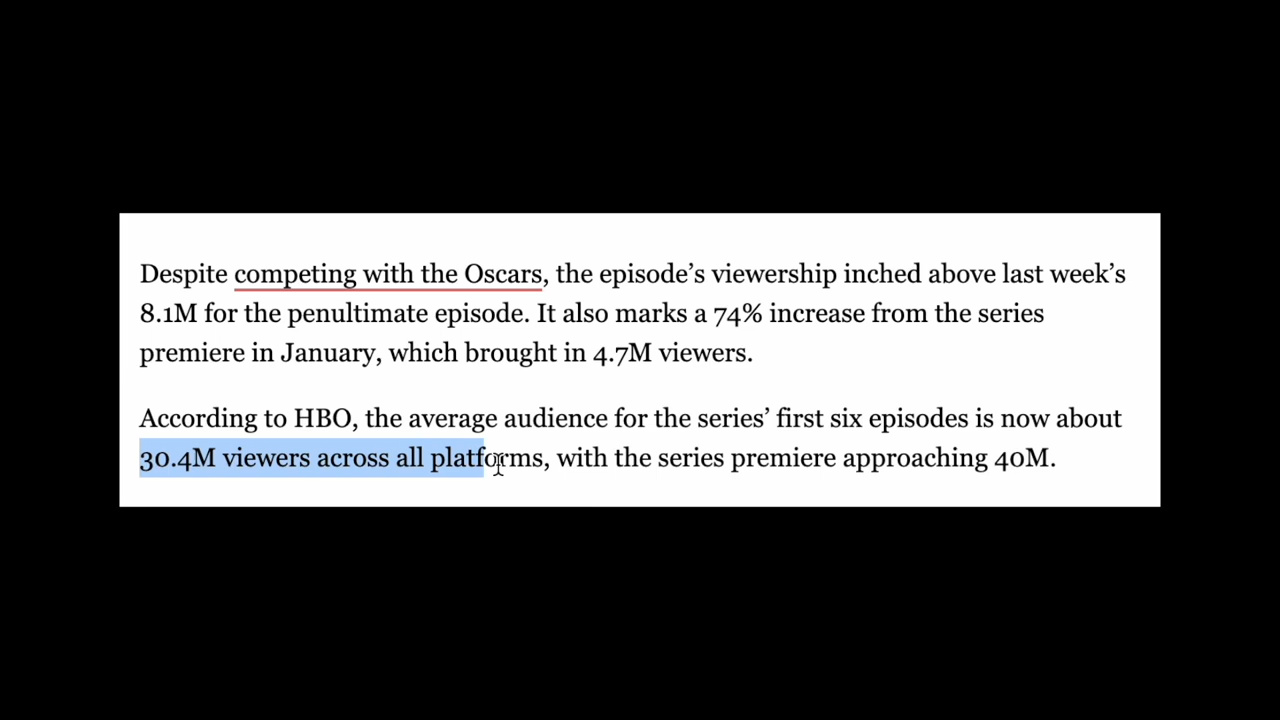 Despite competing with the Oscars, the episode’s viewership inched above last week’s
8.1M for the penultimate episode. It also marks a 74% increase from the series
premiere in January, which brought in 4.7M viewers.
According to HBO, the average audience for the series’ first six episodes is now about
30.4M viewers across all platforms, with the series premiere approaching 40M.